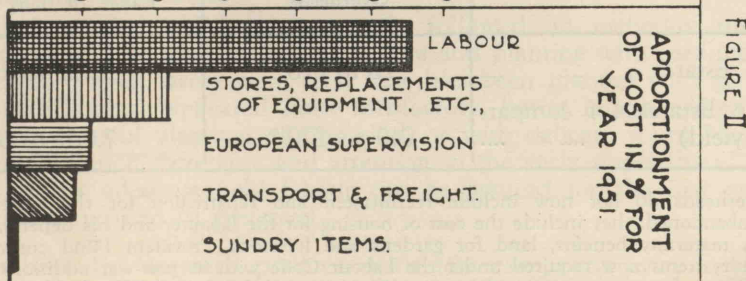 LABOUR
STORES, REPLACEMENTS
OF EQUIPMENT. ETC.,
EUROPEAN SUPERVISION
TRANSPORT & FREIGHT.
SUNDRY ITEMS.
FIGURE II
APPORTIONMENT
OF COST IN % FOR
YEAR 1951.